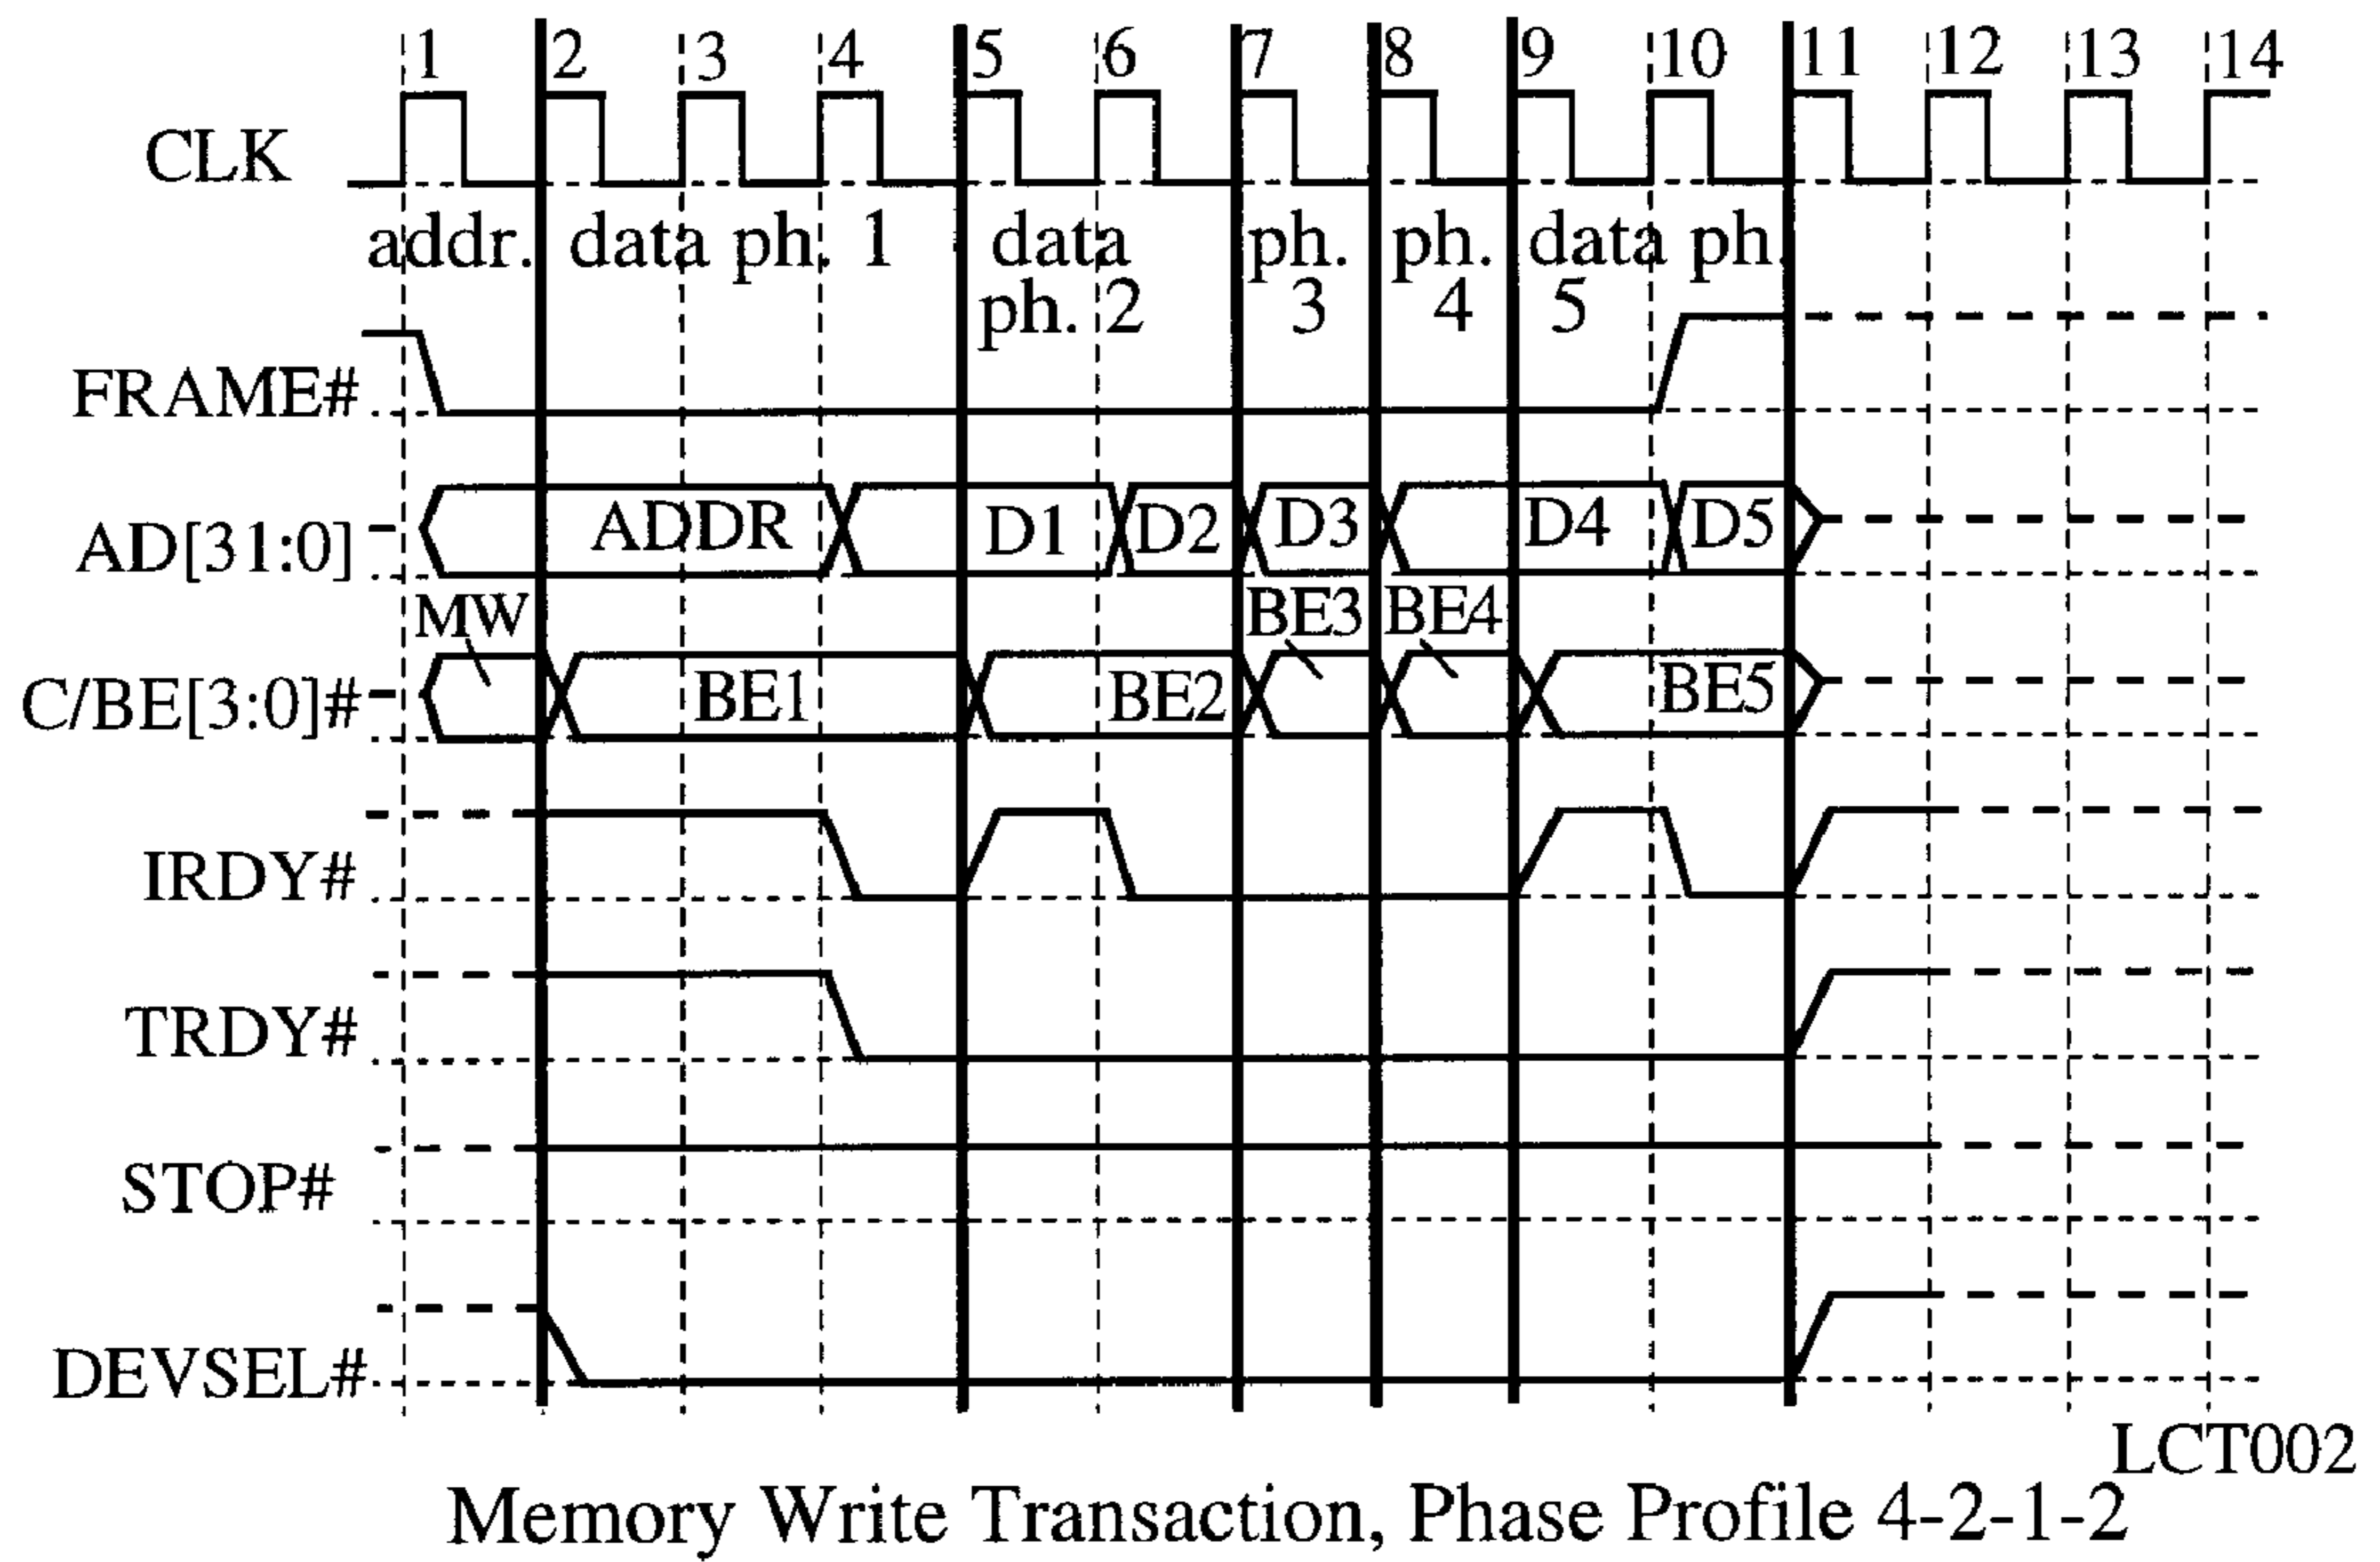 1 2 3 4 5 6 7 8 9 10 11 12 13 14
CLK
addr. data ph. 1 data ph. ph. data ph.
ph. 2 3 4 5
FRAME#
AD[31:0] ADDR D1 D2 D3 D4 D5
MW BE3 BE4
C/BE[3:0]# BE1 BE2 BE5
IRDY#
TRDY#
STOP#
DEVSEL#
LCT002
Memory Write Transaction, Phase Profile 4-2-1-2